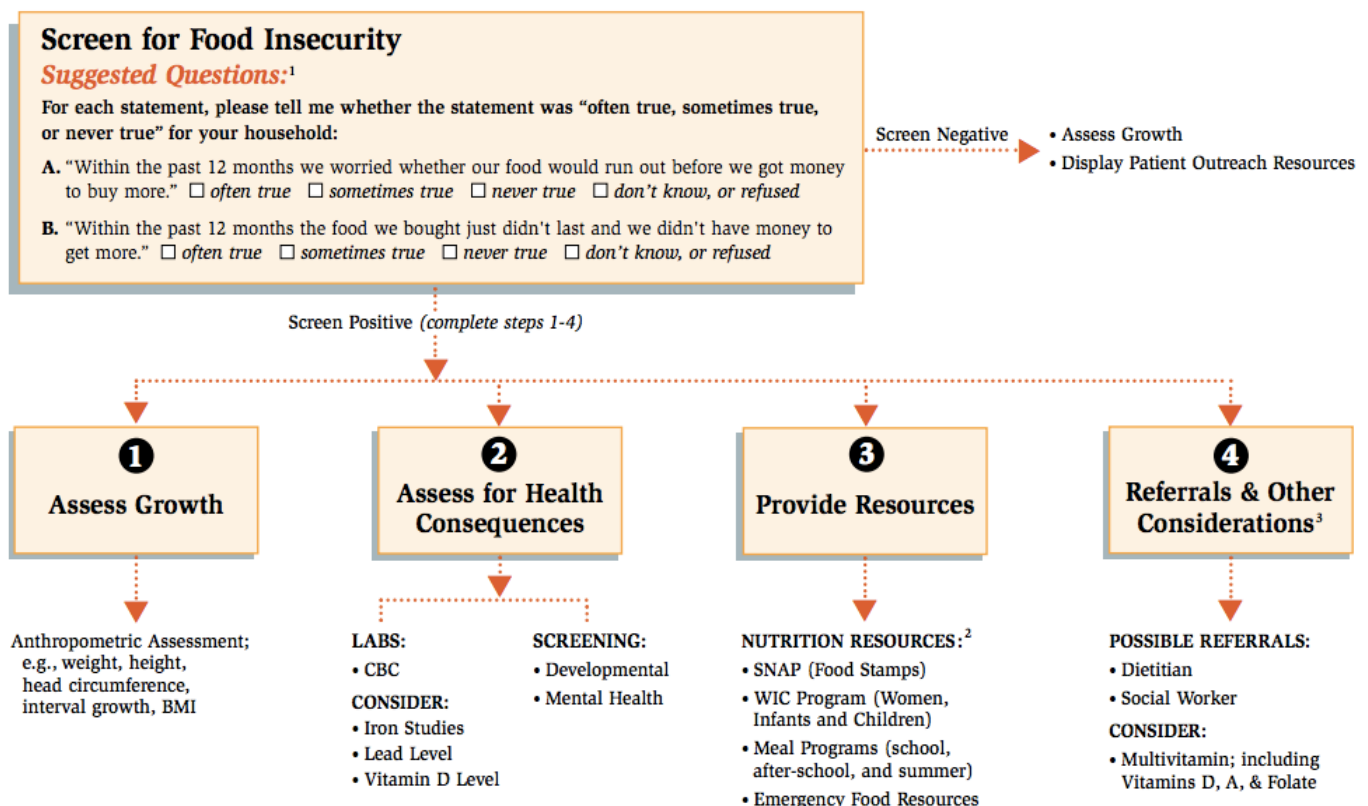 Screen for Food Insecurity
Suggested Questions:¹
For each statement, please tell me whether the statement was “often true, sometimes true,
or never true” for your household:
A. “Within the past 12 months we worried whether our food would run out before we got money
to buy more.” ☐ often true ☐ sometimes true ☐ never true ☐ don't know, or refused
B. “Within the past 12 months the food we bought just didn't last and we didn't have money to
get more.” ☐ often true ☐ sometimes true ☐ never true ☐ don't know, or refused
Screen Negative
• Assess Growth
• Display Patient Outreach Resources
Screen Positive (complete steps 1-4)
1
Assess Growth
Anthropometric Assessment;
e.g., weight, height,
head circumference,
interval growth, BMI
2
Assess for Health
Consequences
LABS:
• CBC
CONSIDER:
• Iron Studies
• Lead Level
• Vitamin D Level
SCREENING:
• Developmental
• Mental Health
3
Provide Resources
NUTRITION RESOURCES:²
• SNAP (Food Stamps)
• WIC Program (Women,
Infants and Children)
• Meal Programs (school,
after-school, and summer)
• Emergency Food Resources
4
Referrals & Other
Considerations³
POSSIBLE REFERRALS:
• Dietitian
• Social Worker
CONSIDER:
• Multivitamin; including
Vitamins D, A, & Folate